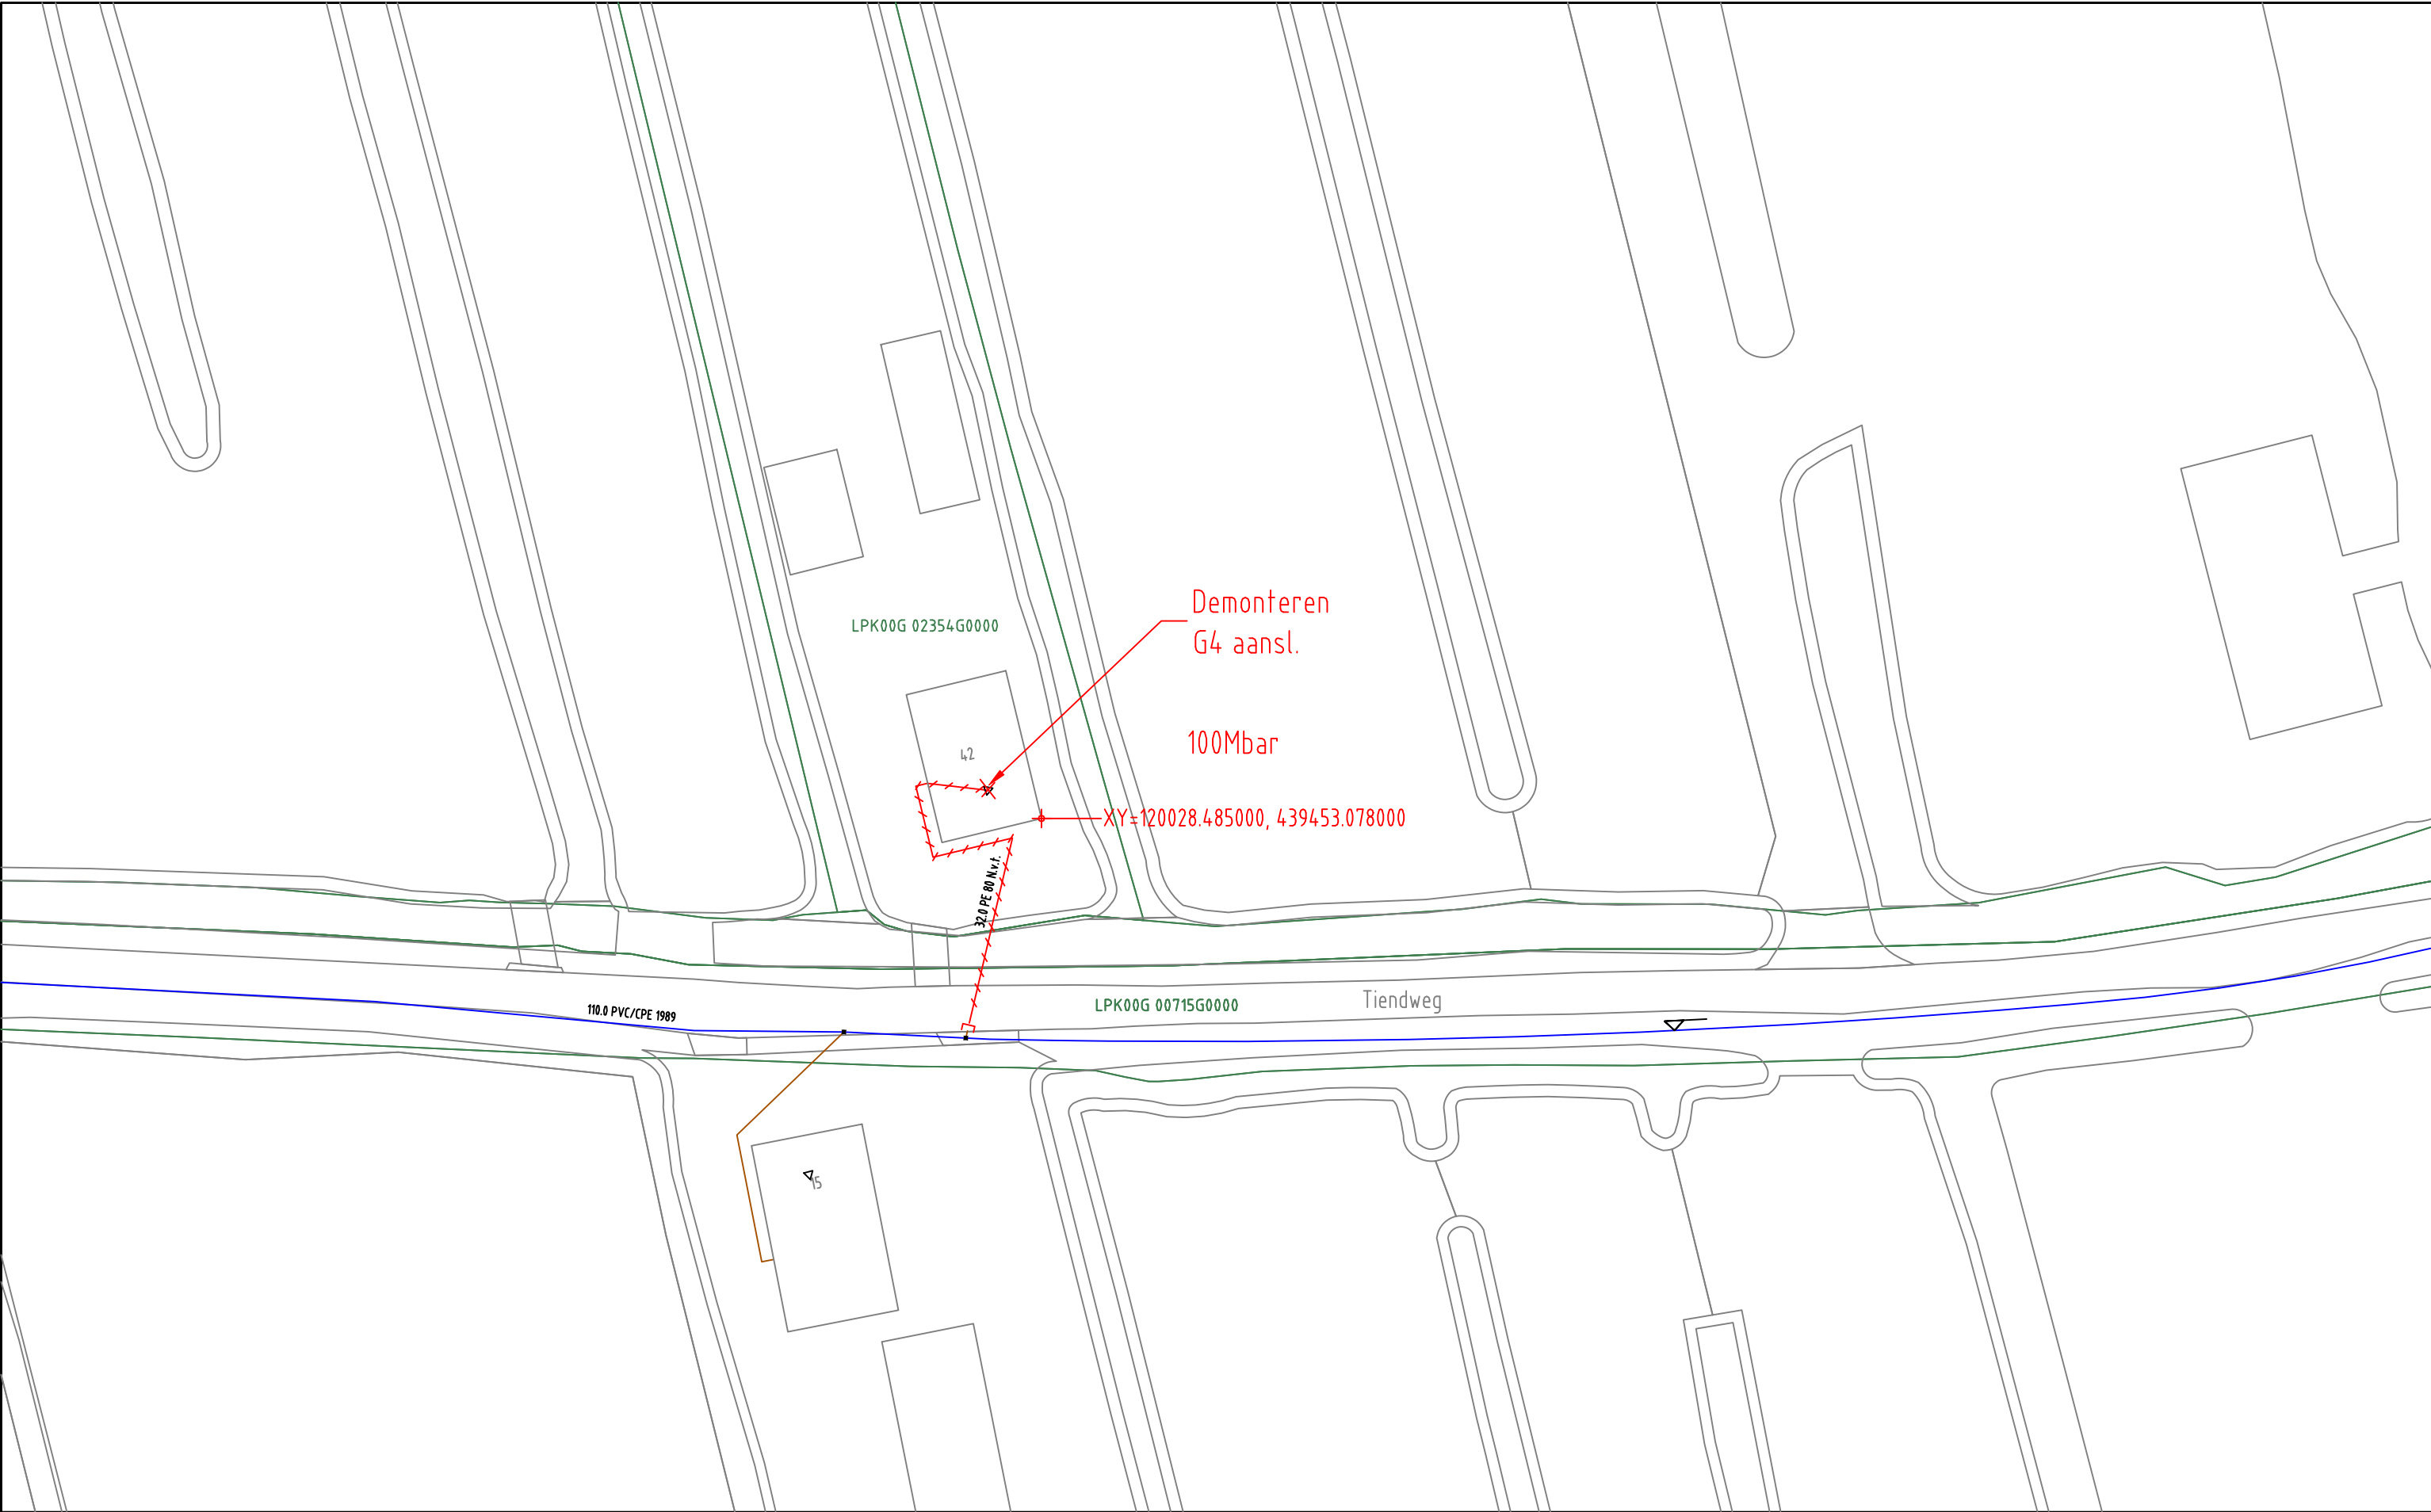 Demonteren
G4 aansl.
LPK00G 02354G0000
100Mbar
42
XY=120028.485000, 439453.078000
32.0 PE 80 N.v.t.
Tiendweg
LPK00G 00715G0000
110.0 PVC/CPE 1989
15